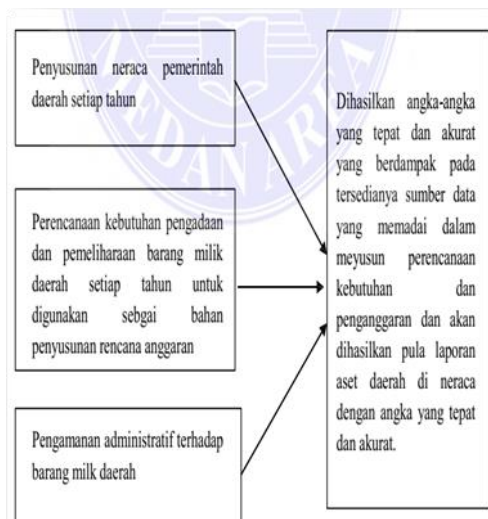 Penyusunan neraca pemerintah
daerah setiap tahun
Perencanaan kebutuhan pengadaan
dan pemeliharaan barang milik
daerah setiap tahun untuk
digunakan sebgai bahan
penyusunan rencana anggaran
Pengamanan administratif terhadap
barang milk daerah
Dihasilkan angka-angka
yang tepat dan akurat
yang berdampak pada
tersedianya sumber data
yang memadai dalam
meyusun perencanaan
kebutuhan dan
penganggaran dan akan
dihasilkan pula laporan
aset daerah di neraca
dengan angka yang tepat
dan akurat.
MEDAN AREA